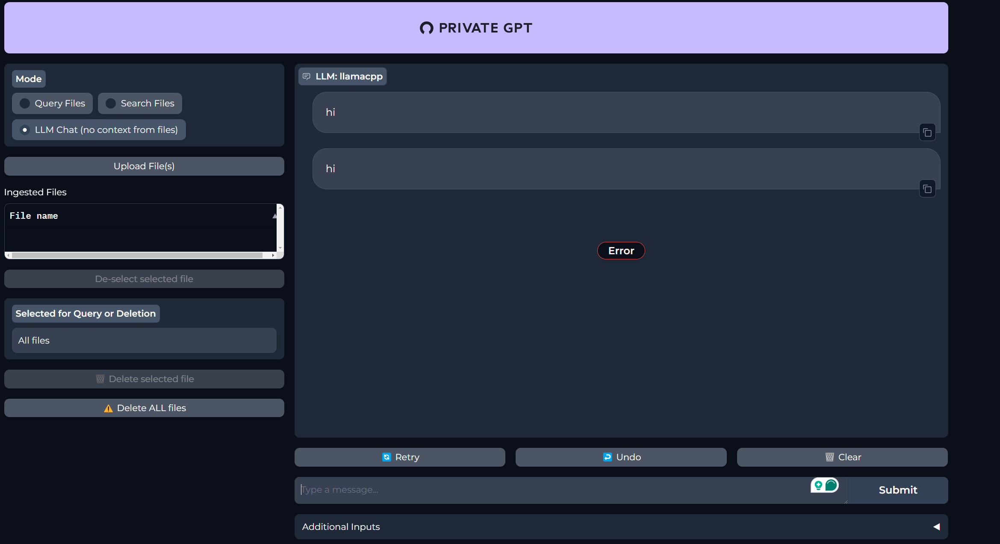 PRIVATE GPT
Mode
Query Files
Search Files
LLM Chat (no context from files)
Upload File(s)
Ingested Files
File name
De-select selected file
Selected for Query or Deletion
All files
Delete selected file
Delete ALL files
LLM: llamacpp
hi
hi
Error
Retry
Undo
Clear
Type a message...
Submit
Additional Inputs